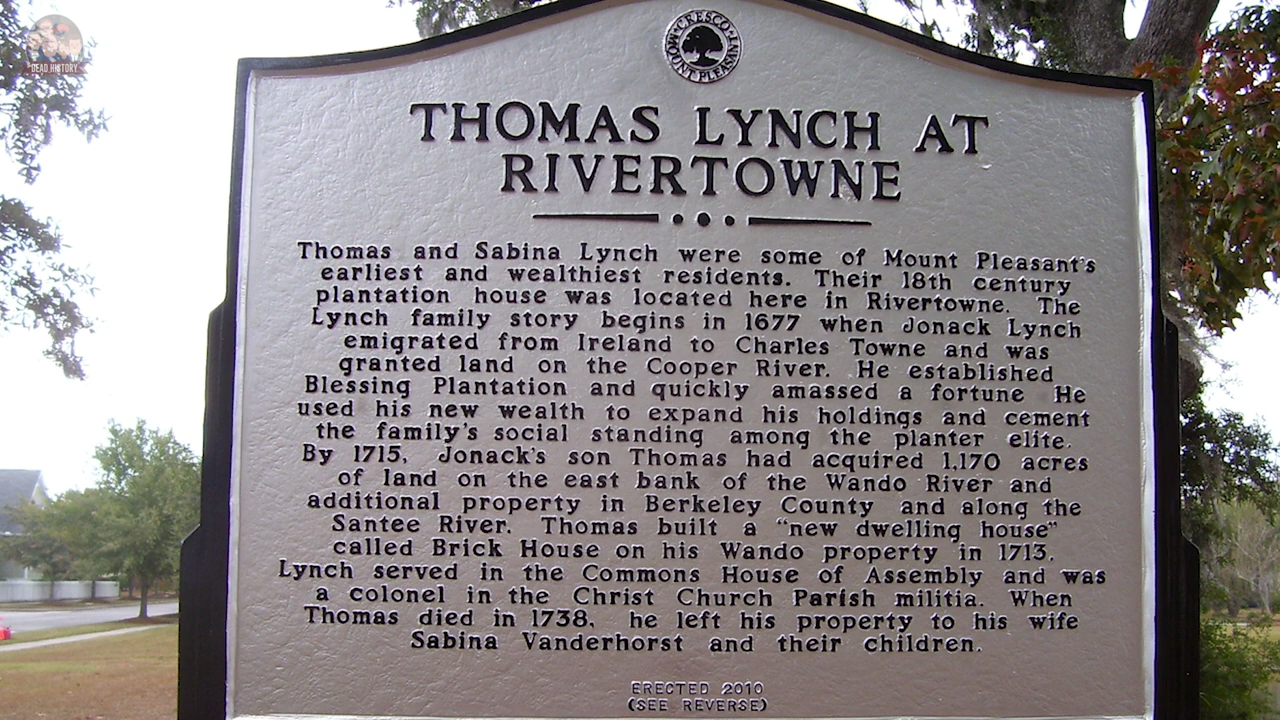 DEAD HISTORY
CRESCO
MOUNT PLEASANT
THOMAS LYNCH AT
RIVERTOWNE
Thomas and Sabina Lynch were some of Mount Pleasant's
earliest and wealthiest residents. Their 18th century
plantation house was located here in Rivertowne. The
Lynch family story begins in 1677 when Jonack Lynch
emigrated from Ireland to Charles Towne and was
granted land on the Cooper River. He established
Blessing Plantation and quickly amassed a fortune He
used his new wealth to expand his holdings and cement
the family's social standing among the planter elite.
By 1715, Jonack's son Thomas had acquired 1,170 acres
of land on the east bank of the Wando River and
additional property in Berkeley County and along the
Santee River. Thomas built a "new dwelling house"
called Brick House on his Wando property in 1713.
Lynch served in the Commons House of Assembly and was
a colonel in the Christ Church Parish militia. When
Thomas died in 1738, he left his property to his wife
Sabina Vanderhorst and their children.
ERECTED 2010
(SEE REVERSE)